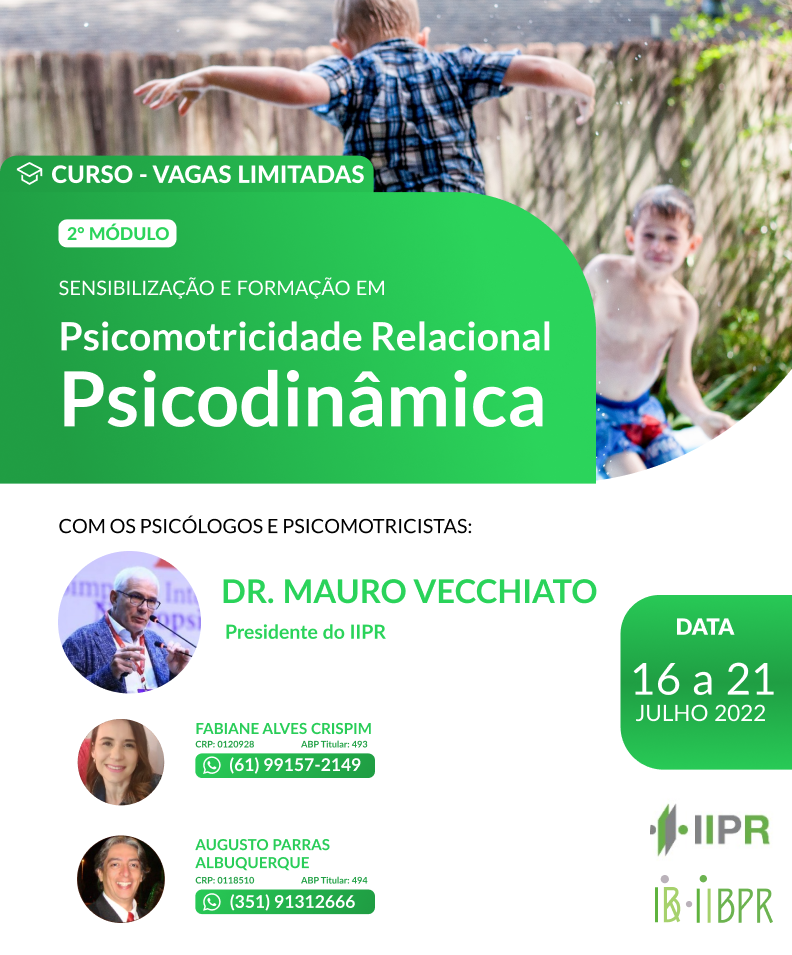 CURSO - VAGAS LIMITADAS
2º MÓDULO
SENSIBILIZAÇÃO E FORMAÇÃO EM
Psicomotricidade Relacional
Psicodinâmica
COM OS PSICÓLOGOS E PSICOMOTRICISTAS:
DR. MAURO VECCHIATO
Presidente do IIPR
DATA
16 a 21
JULHO 2022
FABIANE ALVES CRISPIM
CRP: 0120928 ABP Titular: 493
(61) 99157-2149
AUGUSTO PARRAS
ALBUQUERQUE
CRP: 0118510 ABP Titular: 494
(351) 91312666
IIPR
IIBPR